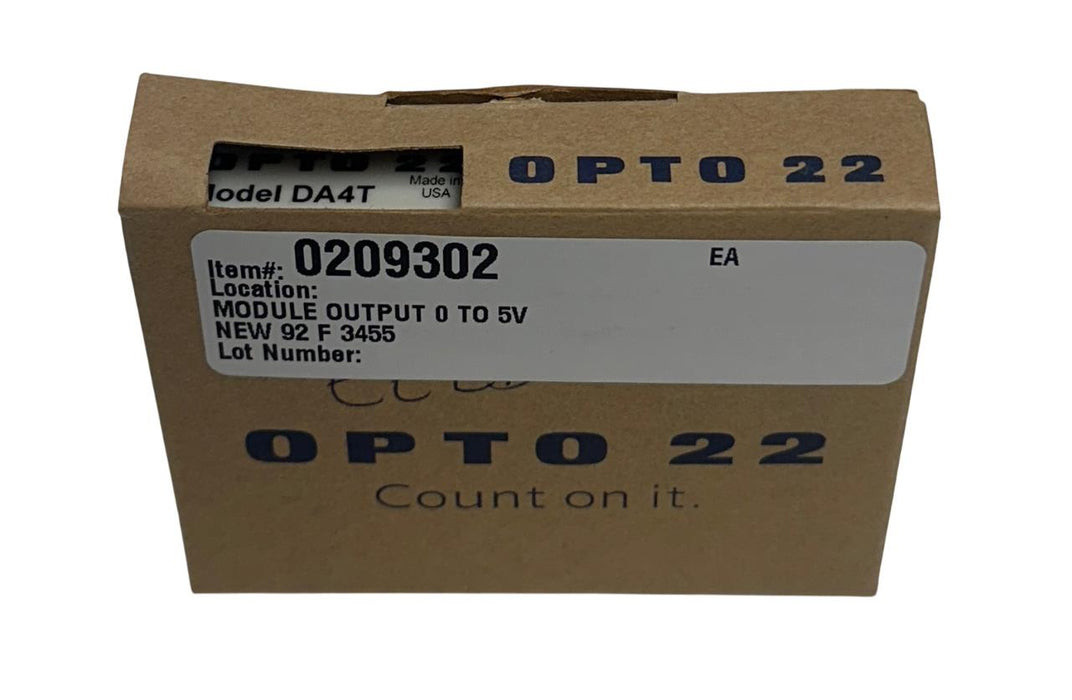 OPTO 22
OPTO 22
Model DA4T
Made in
USA
Item#: 0209302
EA
Location:
MODULE OUTPUT 0 TO 5V
NEW 92 F 3455
Lot Number:
OPTO 22
Count on it.